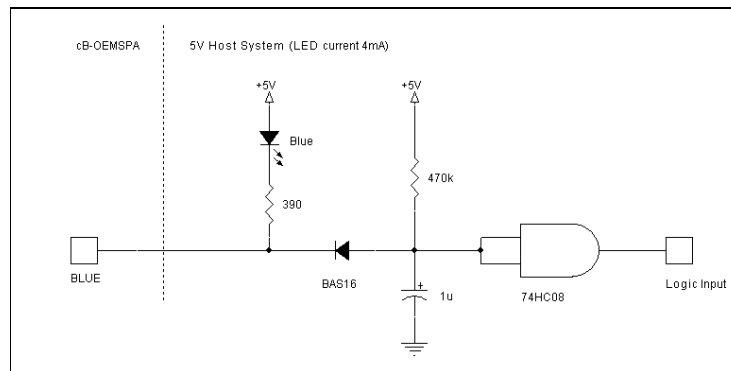 cB-OEMSPA
5V Host System (LED current 4mA)
+5V
+5V
Blue
470k
390
BLUE
BAS16
+
1u
74HC08
Logic Input